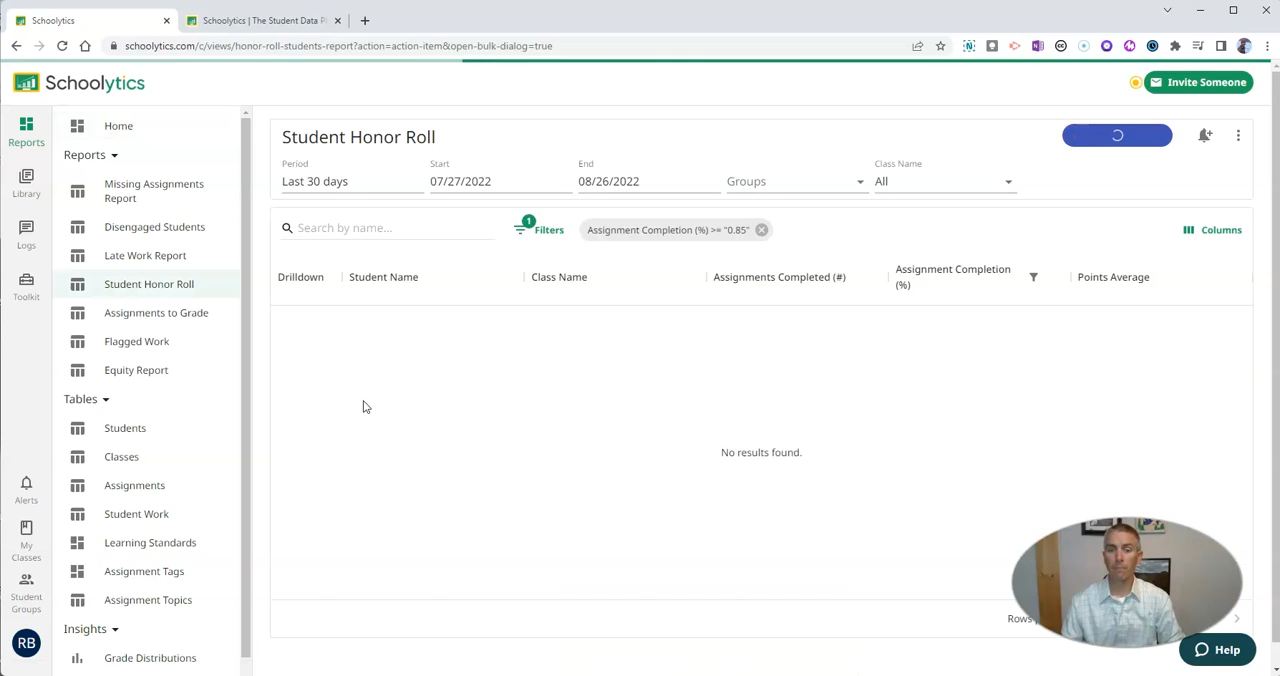 Schoolytics
Schoolytics | The Student Data Pl
schoolytics.com/c/views/honor-roll-students-report?action=action-item&open-bulk-dialog=true
Schoolytics
Invite Someone
Reports
Library
Logs
Toolkit
Alerts
My
Classes
Student
Groups
RB
Home
Reports
Missing Assignments
Report
Disengaged Students
Late Work Report
Student Honor Roll
Assignments to Grade
Flagged Work
Equity Report
Tables
Students
Classes
Assignments
Student Work
Learning Standards
Assignment Tags
Assignment Topics
Insights
Grade Distributions
Student Honor Roll
Period
Start
End
Class Name
Last 30 days
07/27/2022
08/26/2022
Groups
All
Search by name...
1
Filters
Assignment Completion (%) >= "0.85"
Columns
Drilldown
Student Name
Class Name
Assignments Completed (#)
Assignment Completion
(%)
Points Average
No results found.
Rows
Help